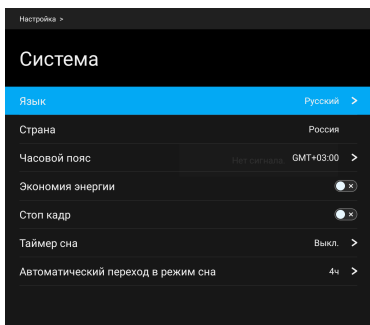 Настройка >
Система
Язык Русский >
Страна Россия
Часовой пояс Нет сигнала GMT+03:00 >
Экономия энергии
Стоп кадр
Таймер сна Выкл. >
Автоматический переход в режим сна 4ч >